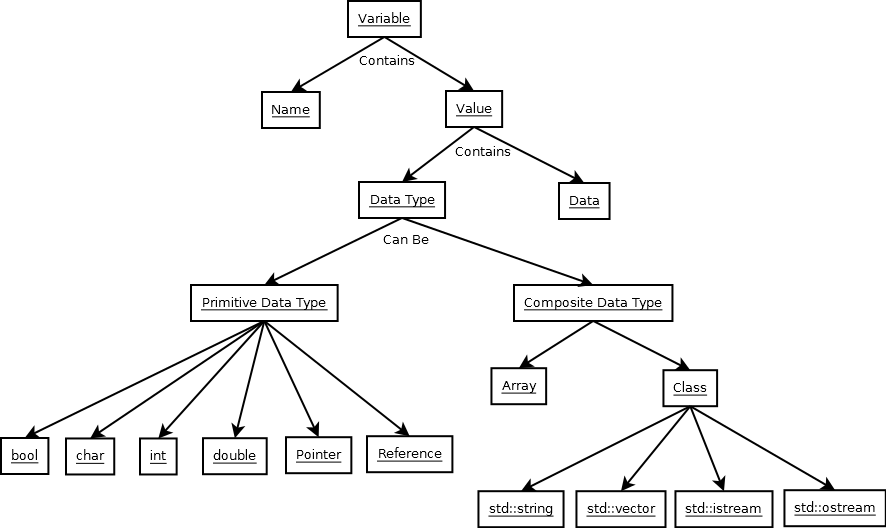 Variable
Contains
Name
Value
Contains
Data Type
Data
Can Be
Primitive Data Type
Composite Data Type
Array
Class
bool
char
int
double
Pointer
Reference
std::string
std::vector
std::istream
std::ostream